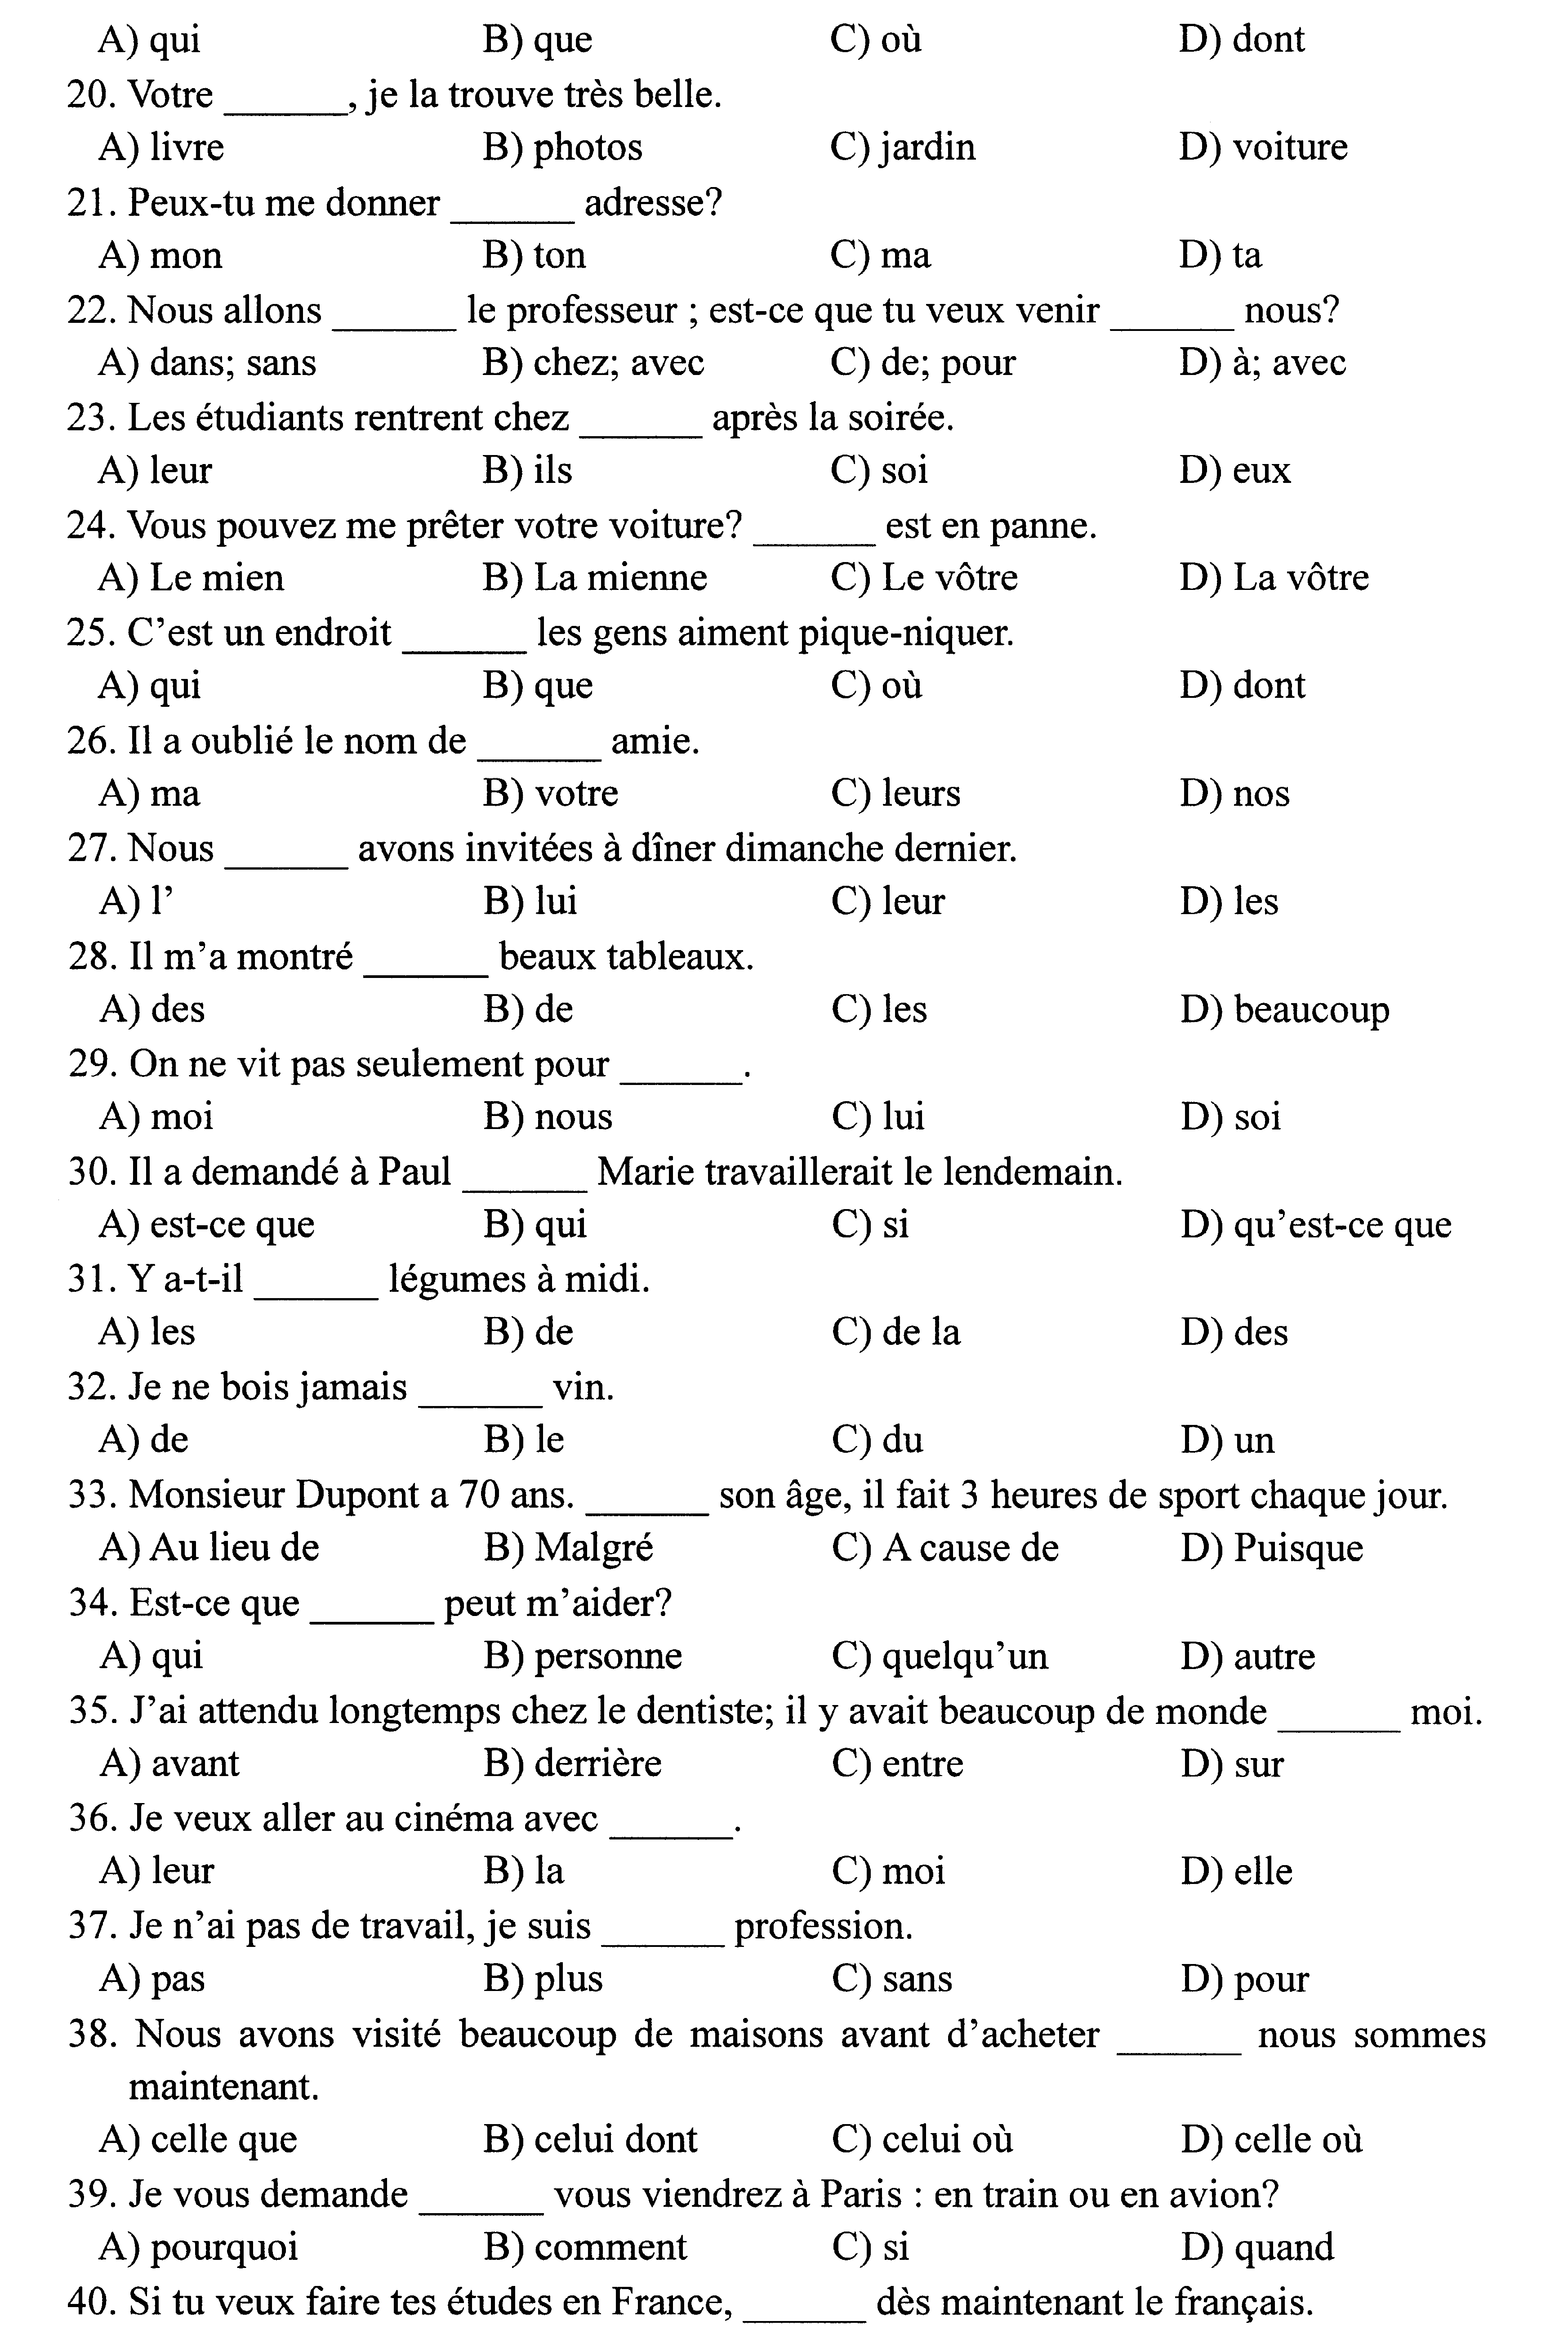 A) qui B) que C) où D) dont
20. Votre ______, je la trouve très belle.
A) livre B) photos C) jardin D) voiture
21. Peux-tu me donner ______ adresse?
A) mon B) ton C) ma D) ta
22. Nous allons ______ le professeur ; est-ce que tu veux venir ______ nous?
A) dans; sans B) chez; avec C) de; pour D) à; avec
23. Les étudiants rentrent chez ______ après la soirée.
A) leur B) ils C) soi D) eux
24. Vous pouvez me prêter votre voiture? ______ est en panne.
A) Le mien B) La mienne C) Le vôtre D) La vôtre
25. C’est un endroit ______ les gens aiment pique-niquer.
A) qui B) que C) où D) dont
26. Il a oublié le nom de ______ amie.
A) ma B) votre C) leurs D) nos
27. Nous ______ avons invitées à dîner dimanche dernier.
A) l’ B) lui C) leur D) les
28. Il m’a montré ______ beaux tableaux.
A) des B) de C) les D) beaucoup
29. On ne vit pas seulement pour ______.
A) moi B) nous C) lui D) soi
30. Il a demandé à Paul ______ Marie travaillerait le lendemain.
A) est-ce que B) qui C) si D) qu’est-ce que
31. Y a-t-il ______ légumes à midi.
A) les B) de C) de la D) des
32. Je ne bois jamais ______ vin.
A) de B) le C) du D) un
33. Monsieur Dupont a 70 ans. ______ son âge, il fait 3 heures de sport chaque jour.
A) Au lieu de B) Malgré C) A cause de D) Puisque
34. Est-ce que ______ peut m’aider?
A) qui B) personne C) quelqu’un D) autre
35. J’ai attendu longtemps chez le dentiste; il y avait beaucoup de monde ______ moi.
A) avant B) derrière C) entre D) sur
36. Je veux aller au cinéma avec ______.
A) leur B) la C) moi D) elle
37. Je n’ai pas de travail, je suis ______ profession.
A) pas B) plus C) sans D) pour
38. Nous avons visité beaucoup de maisons avant d’acheter ______ nous sommes
maintenant.
A) celle que B) celui dont C) celui où D) celle où
39. Je vous demande ______ vous viendrez à Paris : en train ou en avion?
A) pourquoi B) comment C) si D) quand
40. Si tu veux faire tes études en France, ______ dès maintenant le français.